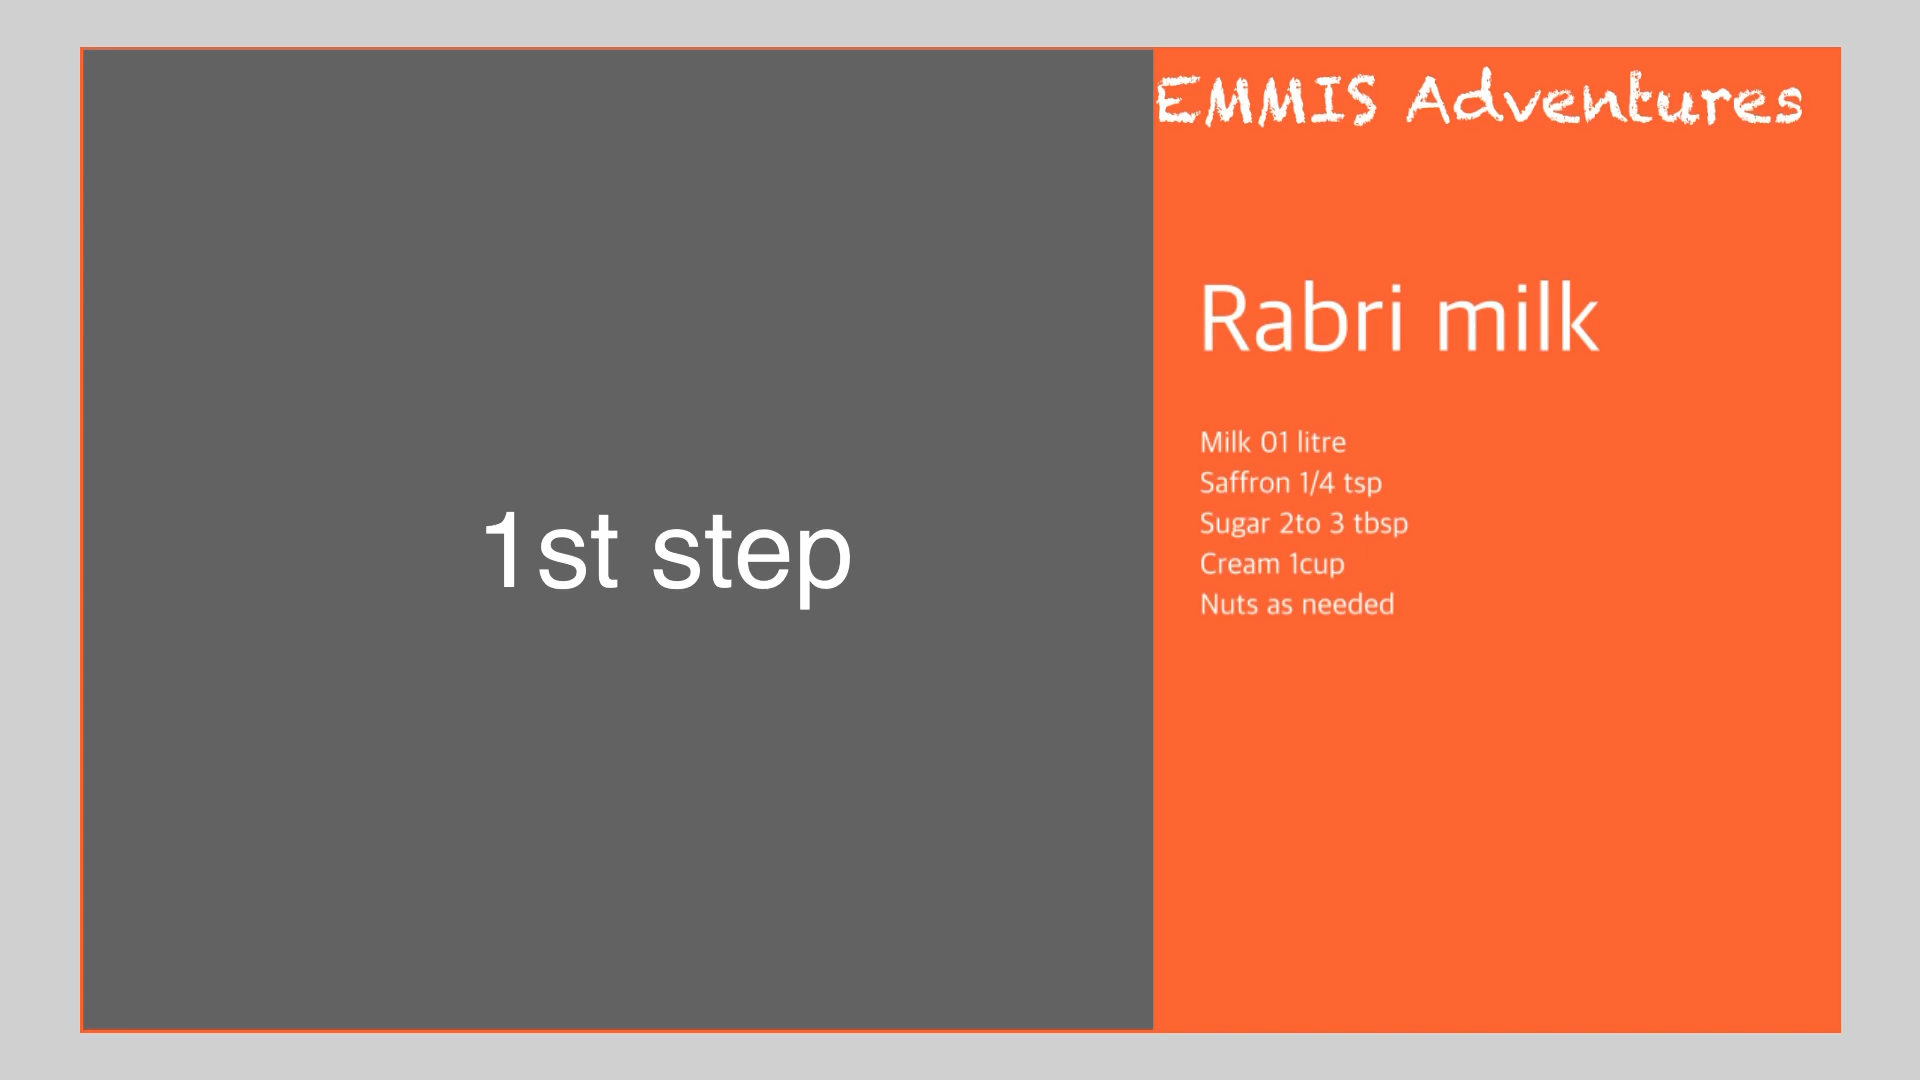 EMMIS Adventures
Rabri milk
Milk 01 litre
Saffron 1/4 tsp
Sugar 2to 3 tbsp
Cream 1cup
Nuts as needed
1st step